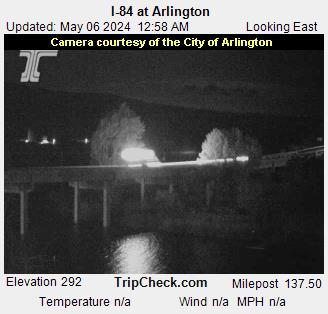 I-84 at Arlington
Updated: May 06 2024 12:58 AM Looking East
Camera courtesy of the City of Arlington
Elevation 292 TripCheck.com Milepost 137.50
Temperature n/a Wind n/a MPH n/a